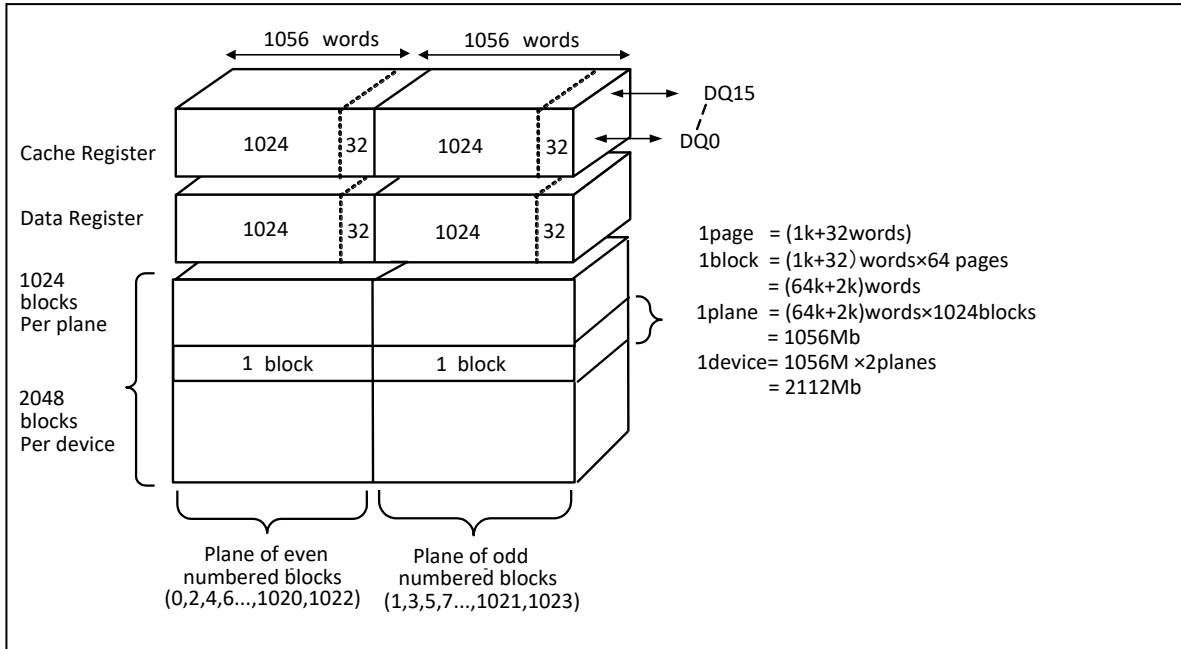 1056 words
1056 words
DQ15
DQ0
1024
32
1024
32
Cache Register
Data Register
1024
32
1024
32
1page = (1k+32words)
1block = (1k+32）words×64 pages
= (64k+2k)words
1plane = (64k+2k)words×1024blocks
= 1056Mb
1device= 1056M ×2planes
= 2112Mb
1024
blocks
Per plane
1 block
1 block
2048
blocks
Per device
Plane of even
numbered blocks
(0,2,4,6...,1020,1022)
Plane of odd
numbered blocks
(1,3,5,7...,1021,1023)